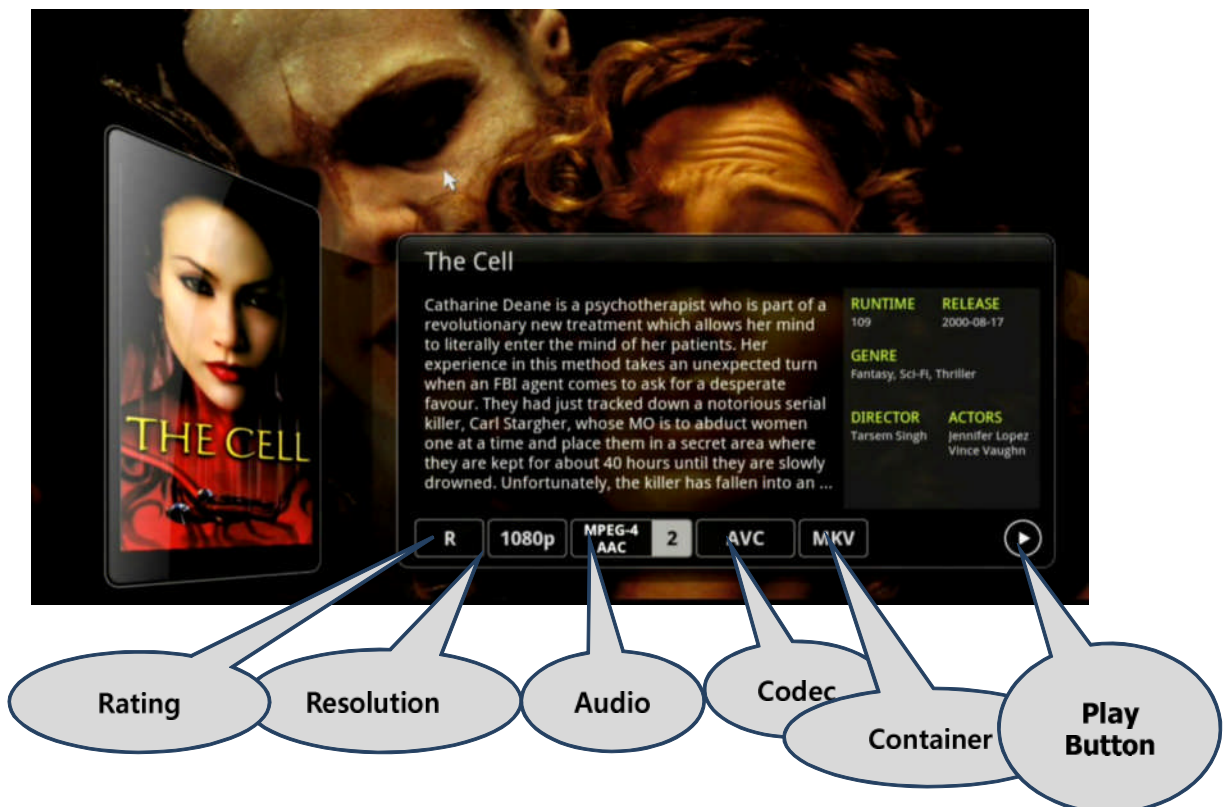 THE CELL
The Cell
Catharine Deane is a psychotherapist who is part of a
revolutionary new treatment which allows her mind
to literally enter the mind of her patients. Her
experience in this method takes an unexpected turn
when an FBI agent comes to ask for a desperate
favour. They had just tracked down a notorious serial
killer, Carl Stargher, whose MO is to abduct women
one at a time and place them in a secret area where
they are kept for about 40 hours until they are slowly
drowned. Unfortunately, the killer has fallen into an ...
RUNTIME RELEASE
109 2000-08-17
GENRE
Fantasy, Sci-Fi, Thriller
DIRECTOR ACTORS
Tarsem Singh Jennifer Lopez
Vince Vaughn
R 1080p MPEG-4 AAC 2 AVC MKV
Rating
Resolution
Audio
Codec
Container
Play
Button